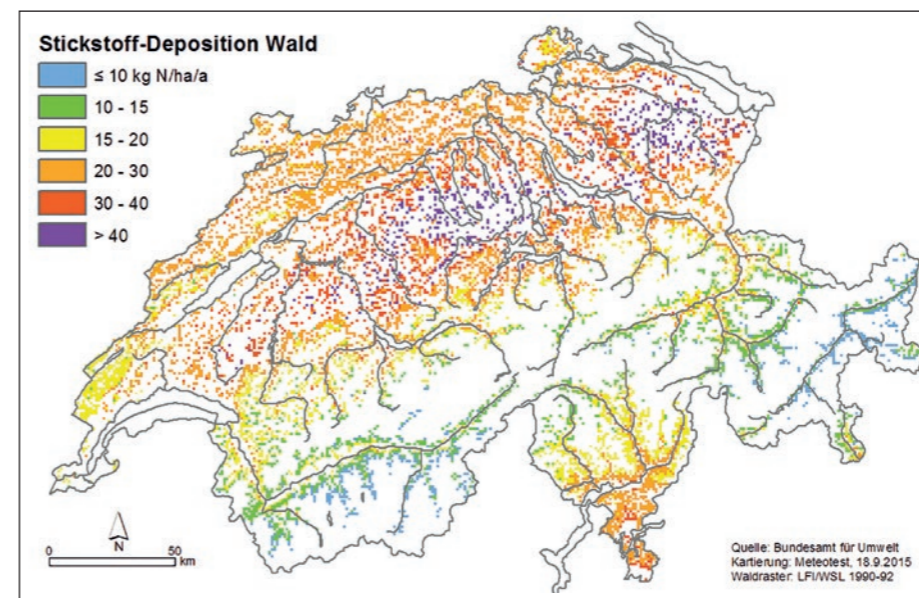 Stickstoff-Deposition Wald
≤ 10 kg N/ha/a
10 - 15
15 - 20
20 - 30
30 - 40
> 40
N
0 50
km
Quelle: Bundesamt für Umwelt
Kartierung: Meteotest, 18.9.2015
Waldraster: LFI/WSL 1990-92